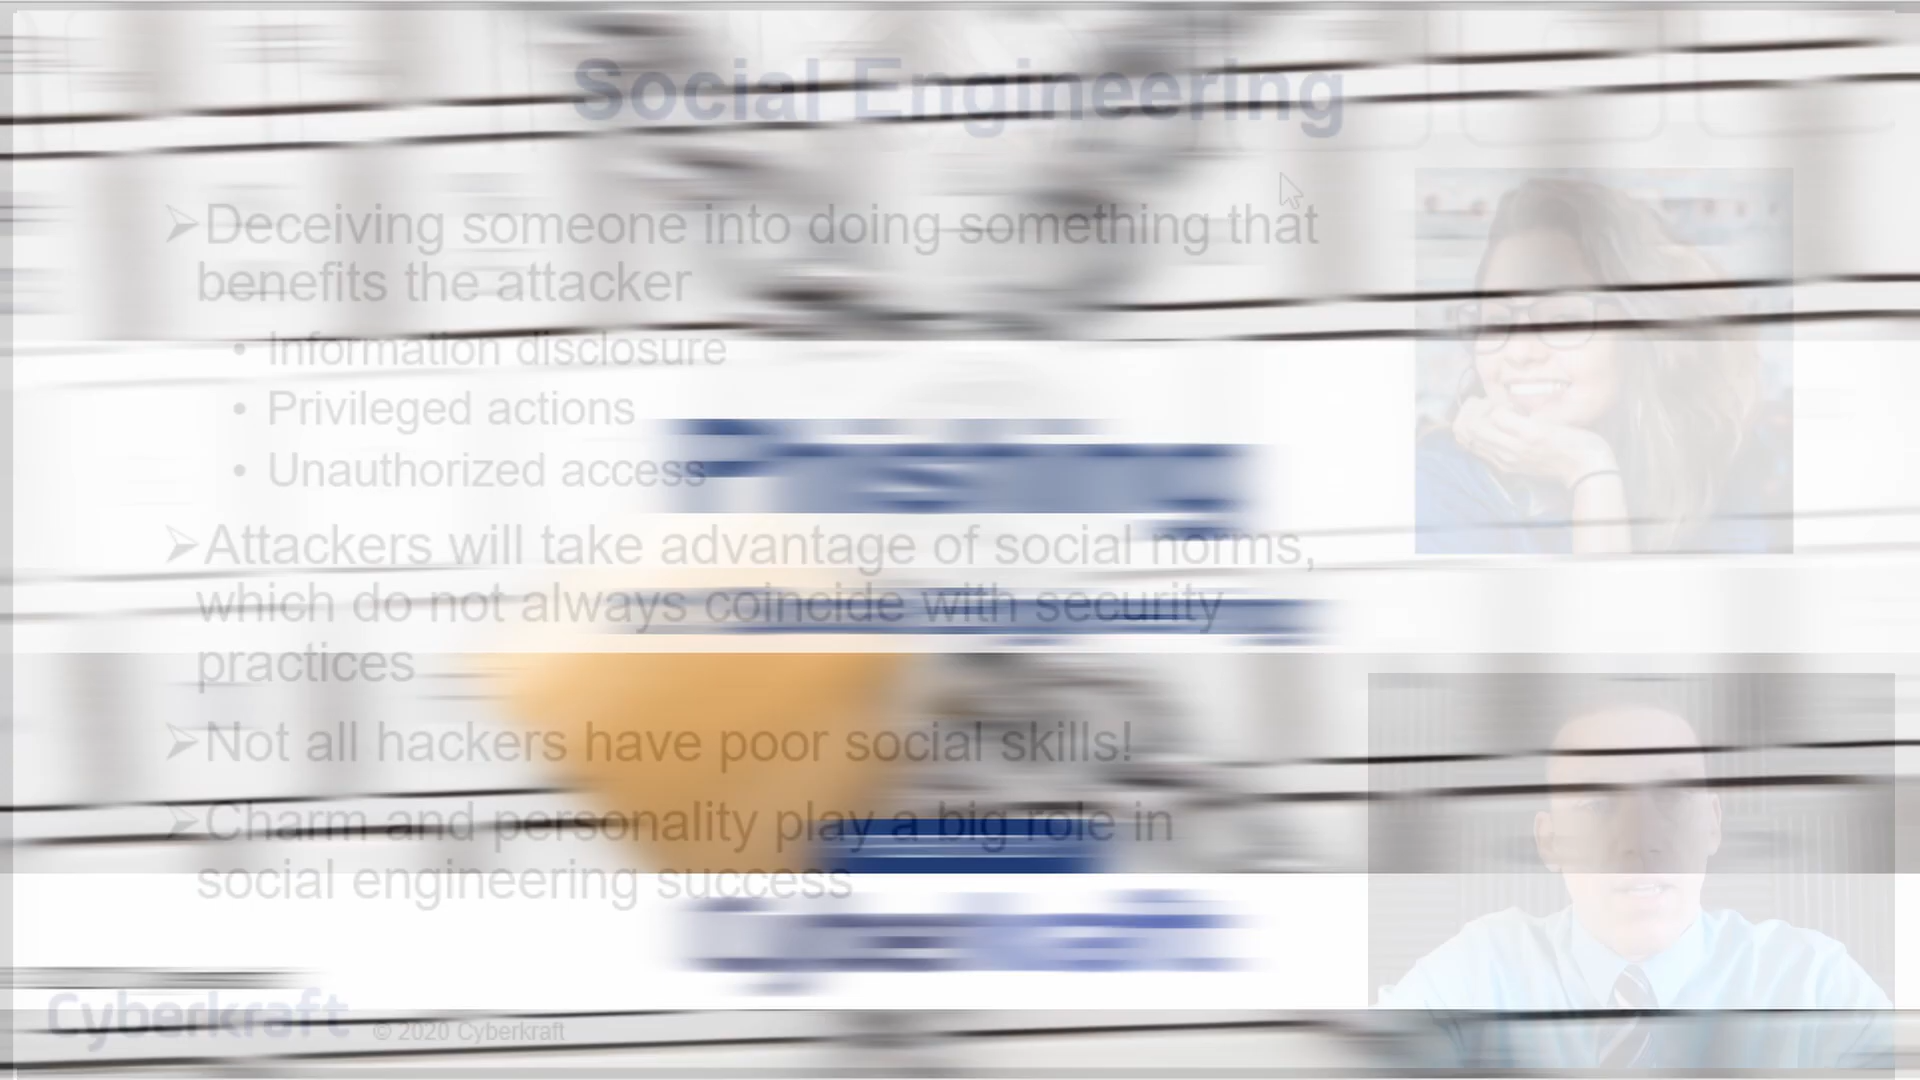 Social Engineering
➢Deceiving someone into doing something that
benefits the attacker
• Information disclosure
• Privileged actions
• Unauthorized access
➢Attackers will take advantage of social norms,
which do not always coincide with security
practices
➢Not all hackers have poor social skills!
➢Charm and personality play a big role in
social engineering success
Cyberkraft © 2020 Cyberkraft